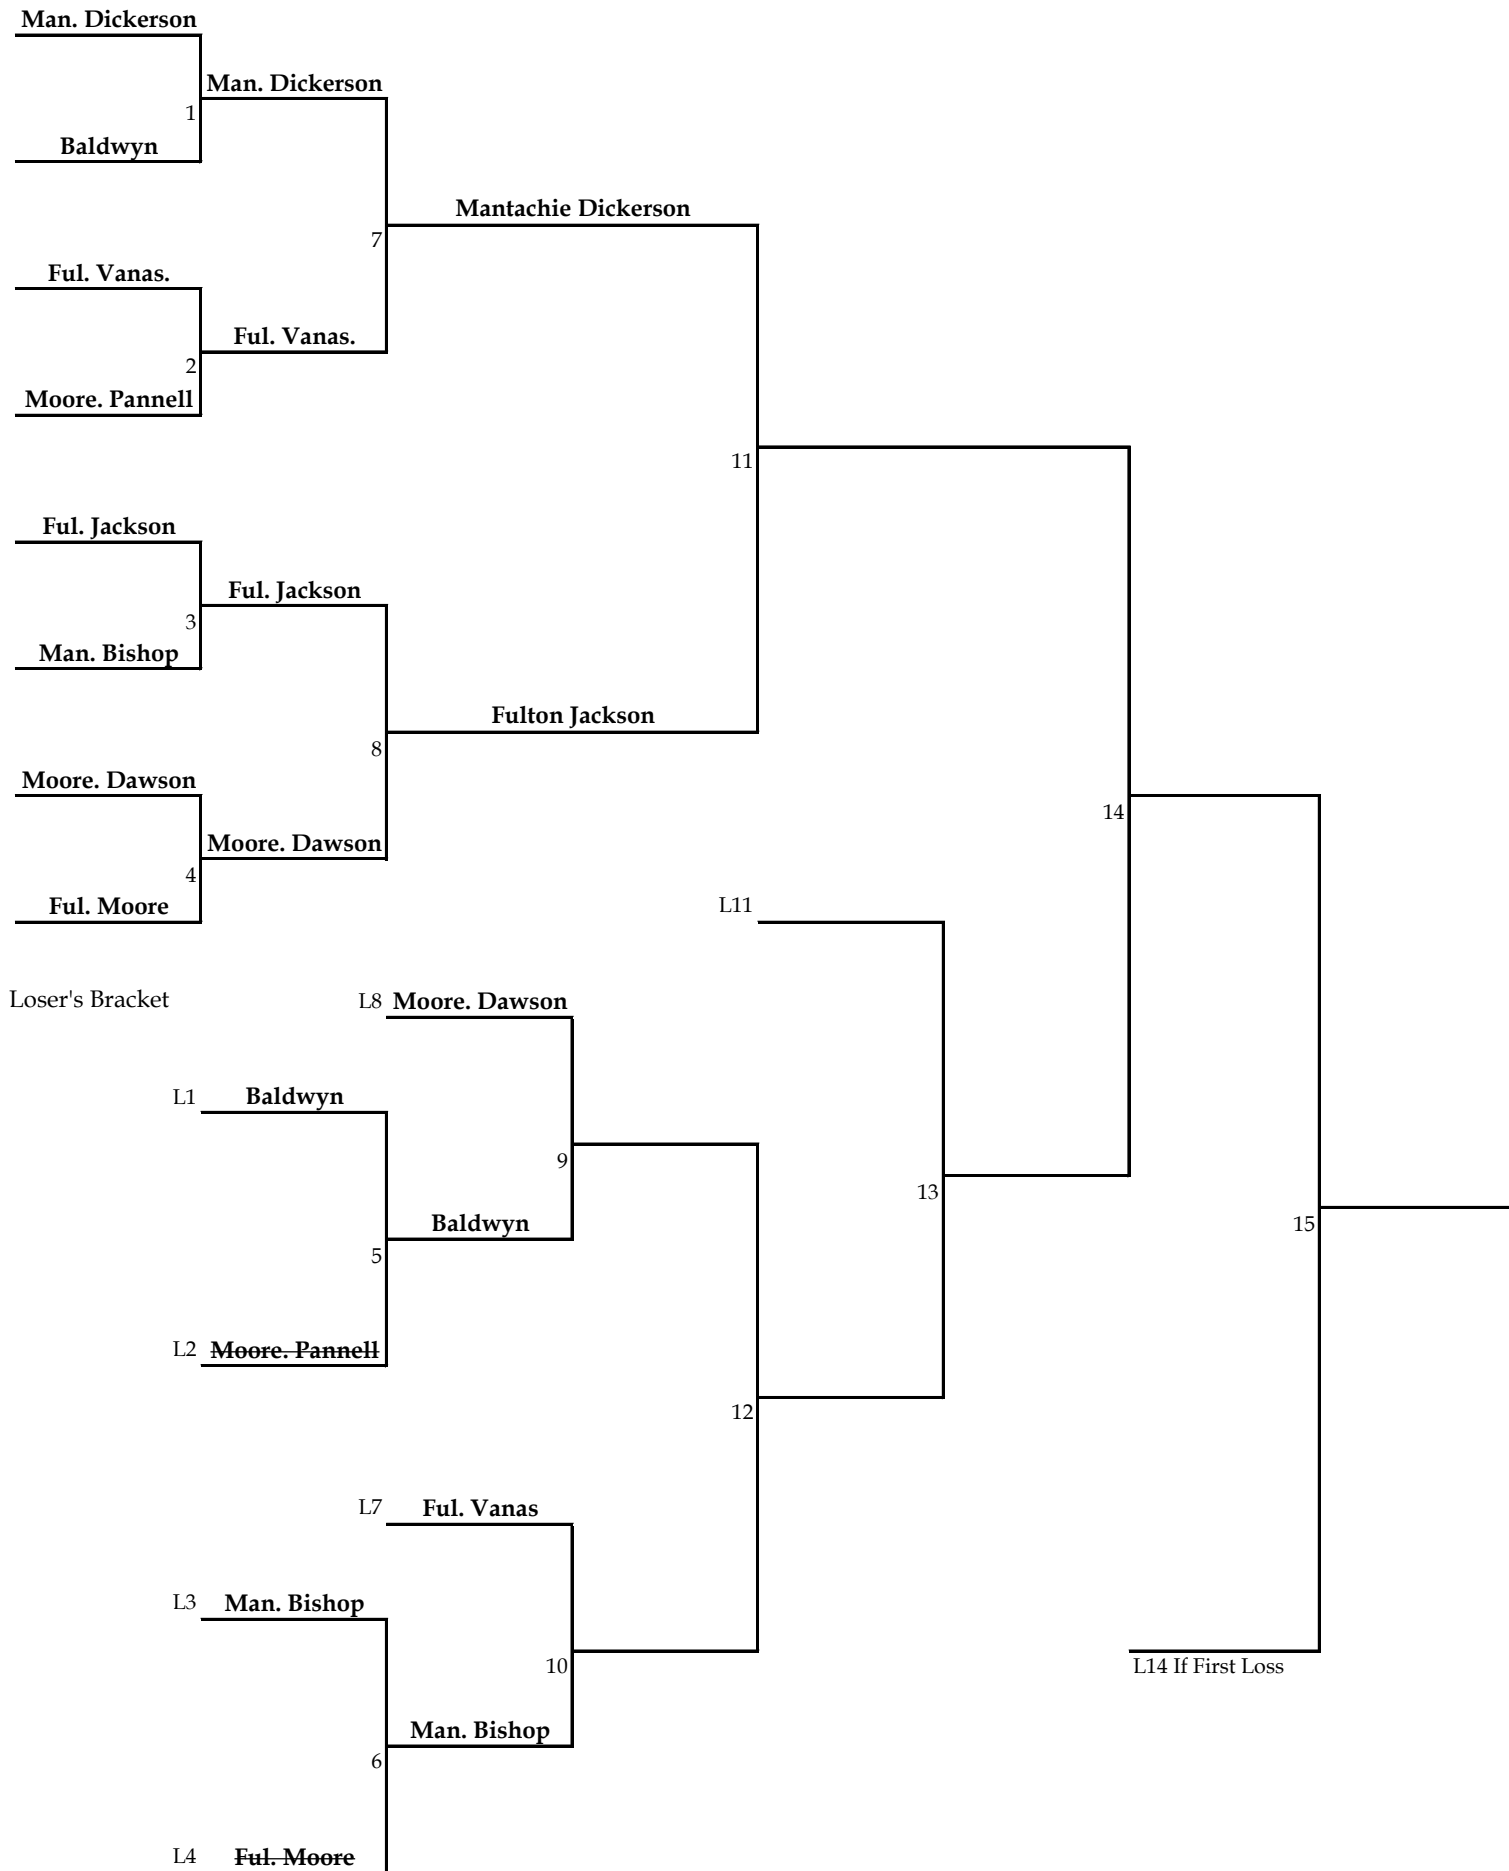 Man. Dickerson
Man. Dickerson
1
Baldwyn
Mantachie Dickerson
7
Ful. Vanas.
Ful. Vanas.
2
Moore. Pannell
11
Ful. Jackson
Ful. Jackson
3
Man. Bishop
Fulton Jackson
8
Moore. Dawson
14
Moore. Dawson
4
Ful. Moore
L11
Loser's Bracket
L8 Moore. Dawson
L1 Baldwyn
9
13
Baldwyn
15
5
L2 Moore. Pannell
12
L7 Ful. Vanas
L3 Man. Bishop
10
L14 If First Loss
Man. Bishop
6
L4 Ful. Moore